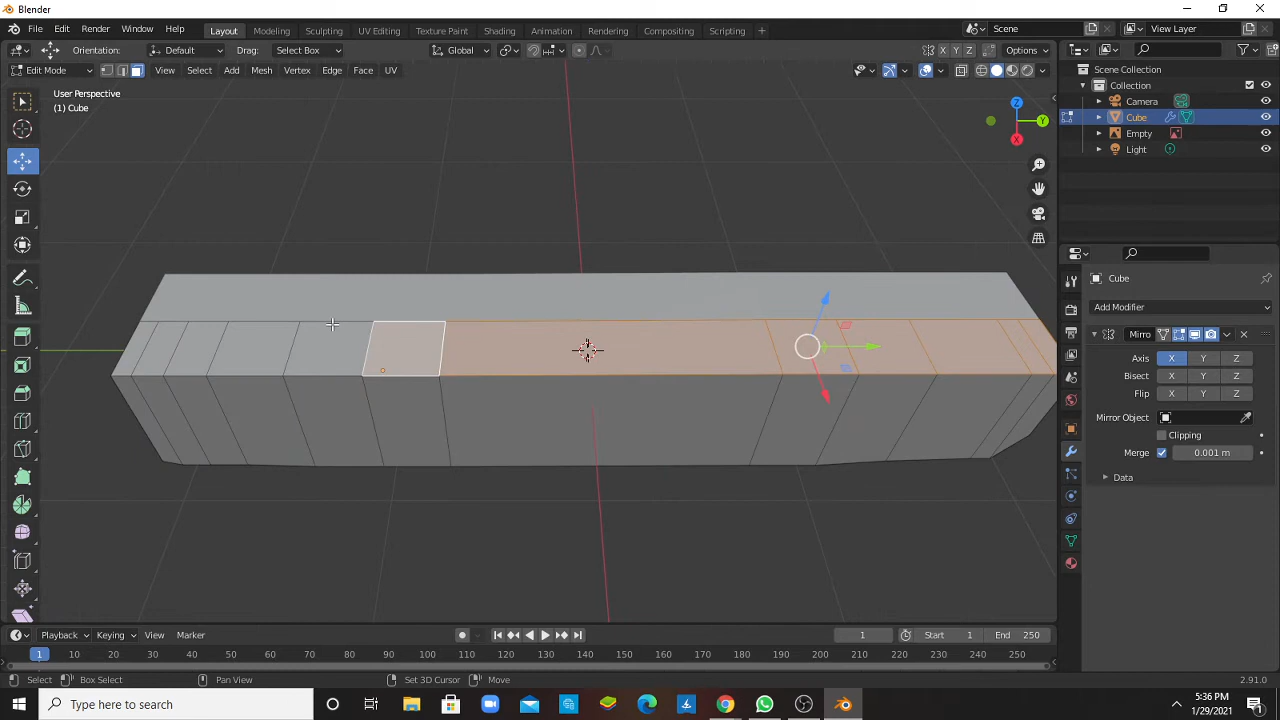 Blender
File Edit Render Window Help Layout Modeling Sculpting UV Editing Texture Paint Shading Animation Rendering Compositing Scripting + Scene View Layer
Orientation: Default Drag: Select Box Global X Y Z Options
Edit Mode View Select Add Mesh Vertex Edge Face UV
User Perspective
(1) Cube
Z
Y
X
Scene Collection
Collection
Camera
Cube
Empty
Light
Cube
Add Modifier
Mirro
Axis X Y Z
Bisect X Y Z
Flip X Y Z
Mirror Object
Clipping
Merge 0.001 m
Data
Playback Keying View Marker 1 Start 1 End 250
1 10 20 30 40 50 60 70 80 90 100 110 120 130 140 150 160 170 180 190 200 210 220 230 240 250
Select Box Select Pan View Set 3D Cursor Move 2.91.0
Type here to search
5:36 PM
1/29/2021